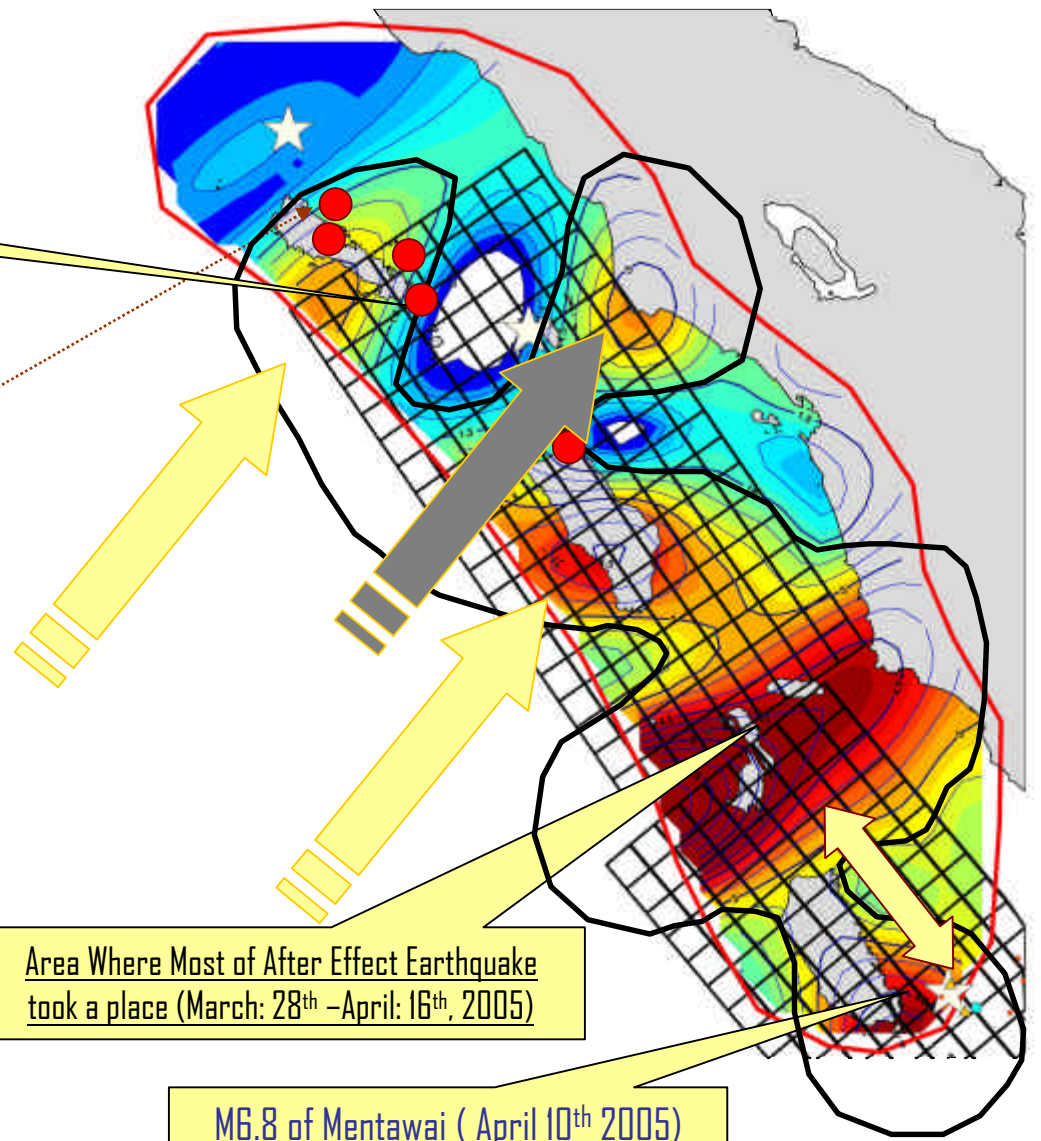 Area Where Most of After Effect Earthquake
took a place (March: 28th –April: 16th, 2005)
M6.8 of Mentawai ( April 10th 2005)